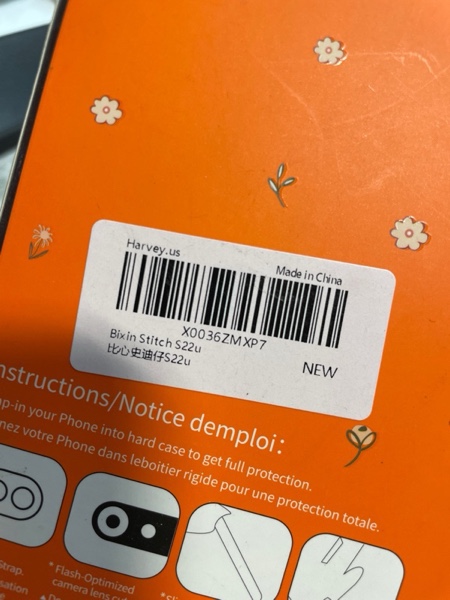 Harvey.us
Made in China
X0036ZMXP7
Bixin Stitch S22u
比心史迪仔S22u
NEW
nstructions/Notice demploi:
ap-in your Phone into hard case to get full protection.
nez votre Phone dans leboitier rigide pour une protection totale.
Strap.
* Flash-Optimized
camera lens cut